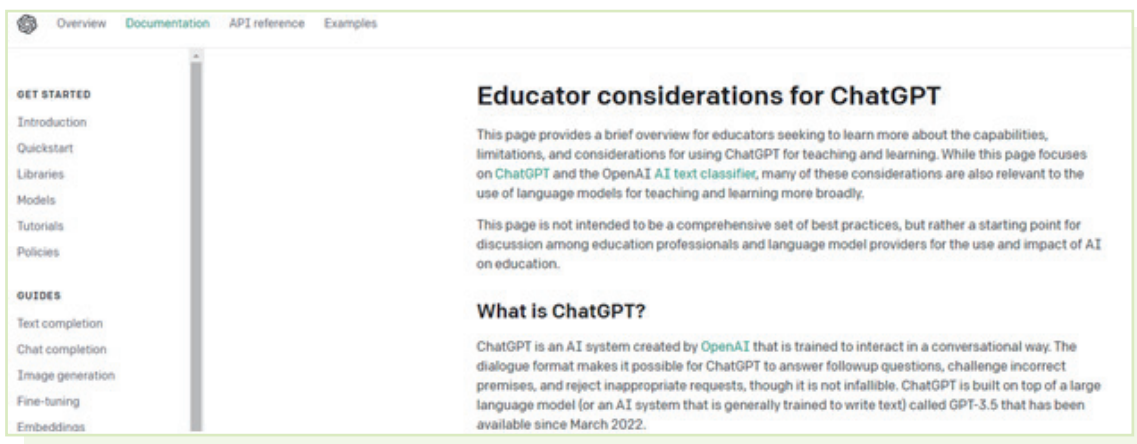 Overview Documentation API reference Examples
GET STARTED
Introduction
Quickstart
Libraries
Models
Tutorials
Policies
GUIDES
Text completion
Chat completion
Image generation
Fine-tuning
Embeddings
Educator considerations for ChatGPT
This page provides a brief overview for educators seeking to learn more about the capabilities,
limitations, and considerations for using ChatGPT for teaching and learning. While this page focuses
on ChatGPT and the OpenAI AI text classifier, many of these considerations are also relevant to the
use of language models for teaching and learning more broadly.
This page is not intended to be a comprehensive set of best practices, but rather a starting point for
discussion among education professionals and language model providers for the use and impact of AI
on education.
What is ChatGPT?
ChatGPT is an AI system created by OpenAI that is trained to interact in a conversational way. The
dialogue format makes it possible for ChatGPT to answer followup questions, challenge incorrect
premises, and reject inappropriate requests, though it is not infallible. ChatGPT is built on top of a large
language model (or an AI system that is generally trained to write text) called GPT-3.5 that has been
available since March 2022.